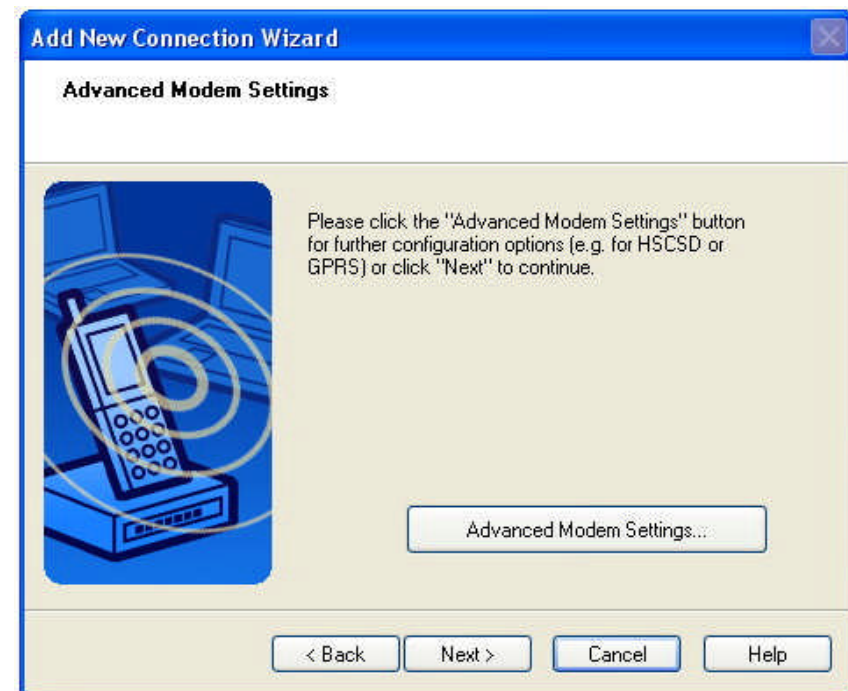 Add New Connection Wizard
Advanced Modem Settings
Please click the "Advanced Modem Settings" button
for further configuration options (e.g. for HSCSD or
GPRS) or click "Next" to continue.
Advanced Modem Settings...
< Back
Next >
Cancel
Help